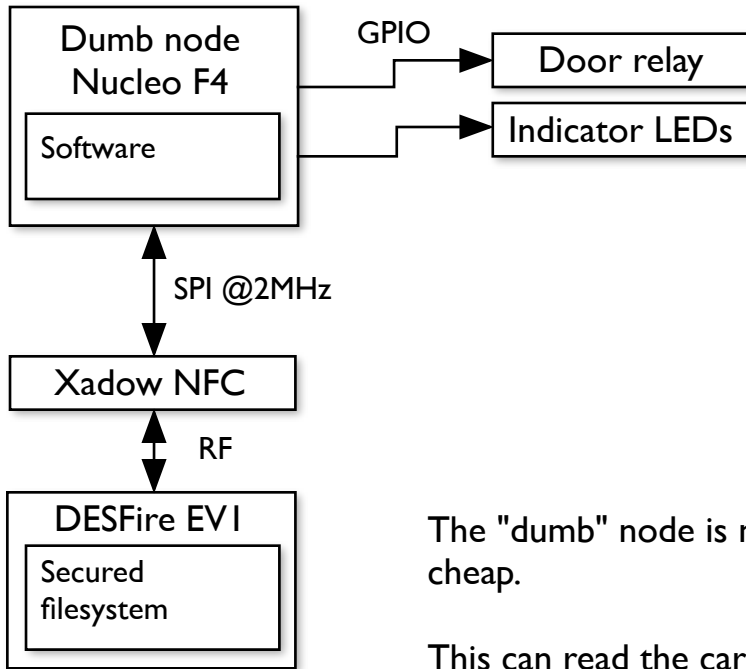 Dumb node
Nucleo F4
Software
GPIO
Door relay
Indicator LEDs
SPI @2MHz
Xadow NFC
RF
DESFire EV1
Secured
filesystem
The "dumb" node is
cheap.
This can read the